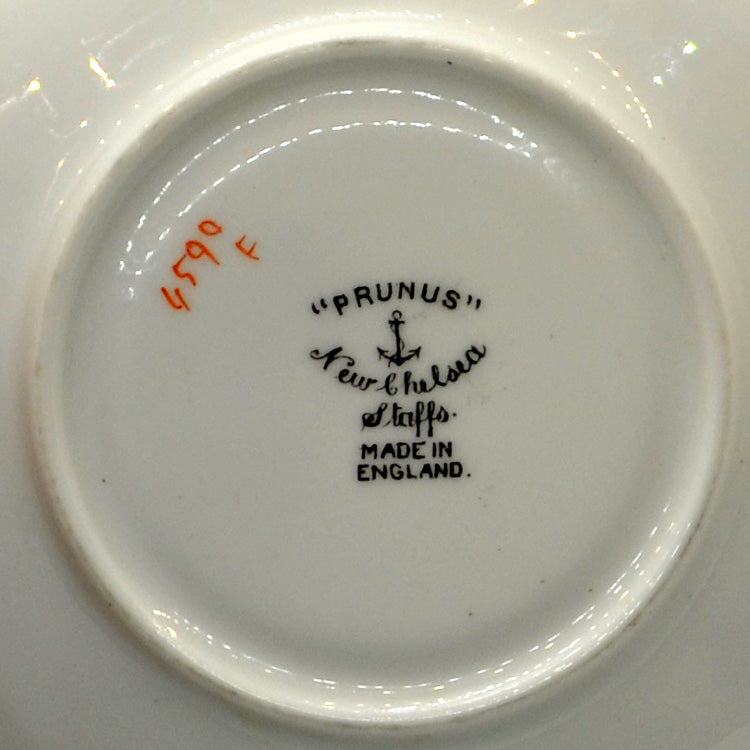 4590
F
"PRUNUS"
New Chelsea
Staffs.
MADE IN
ENGLAND.